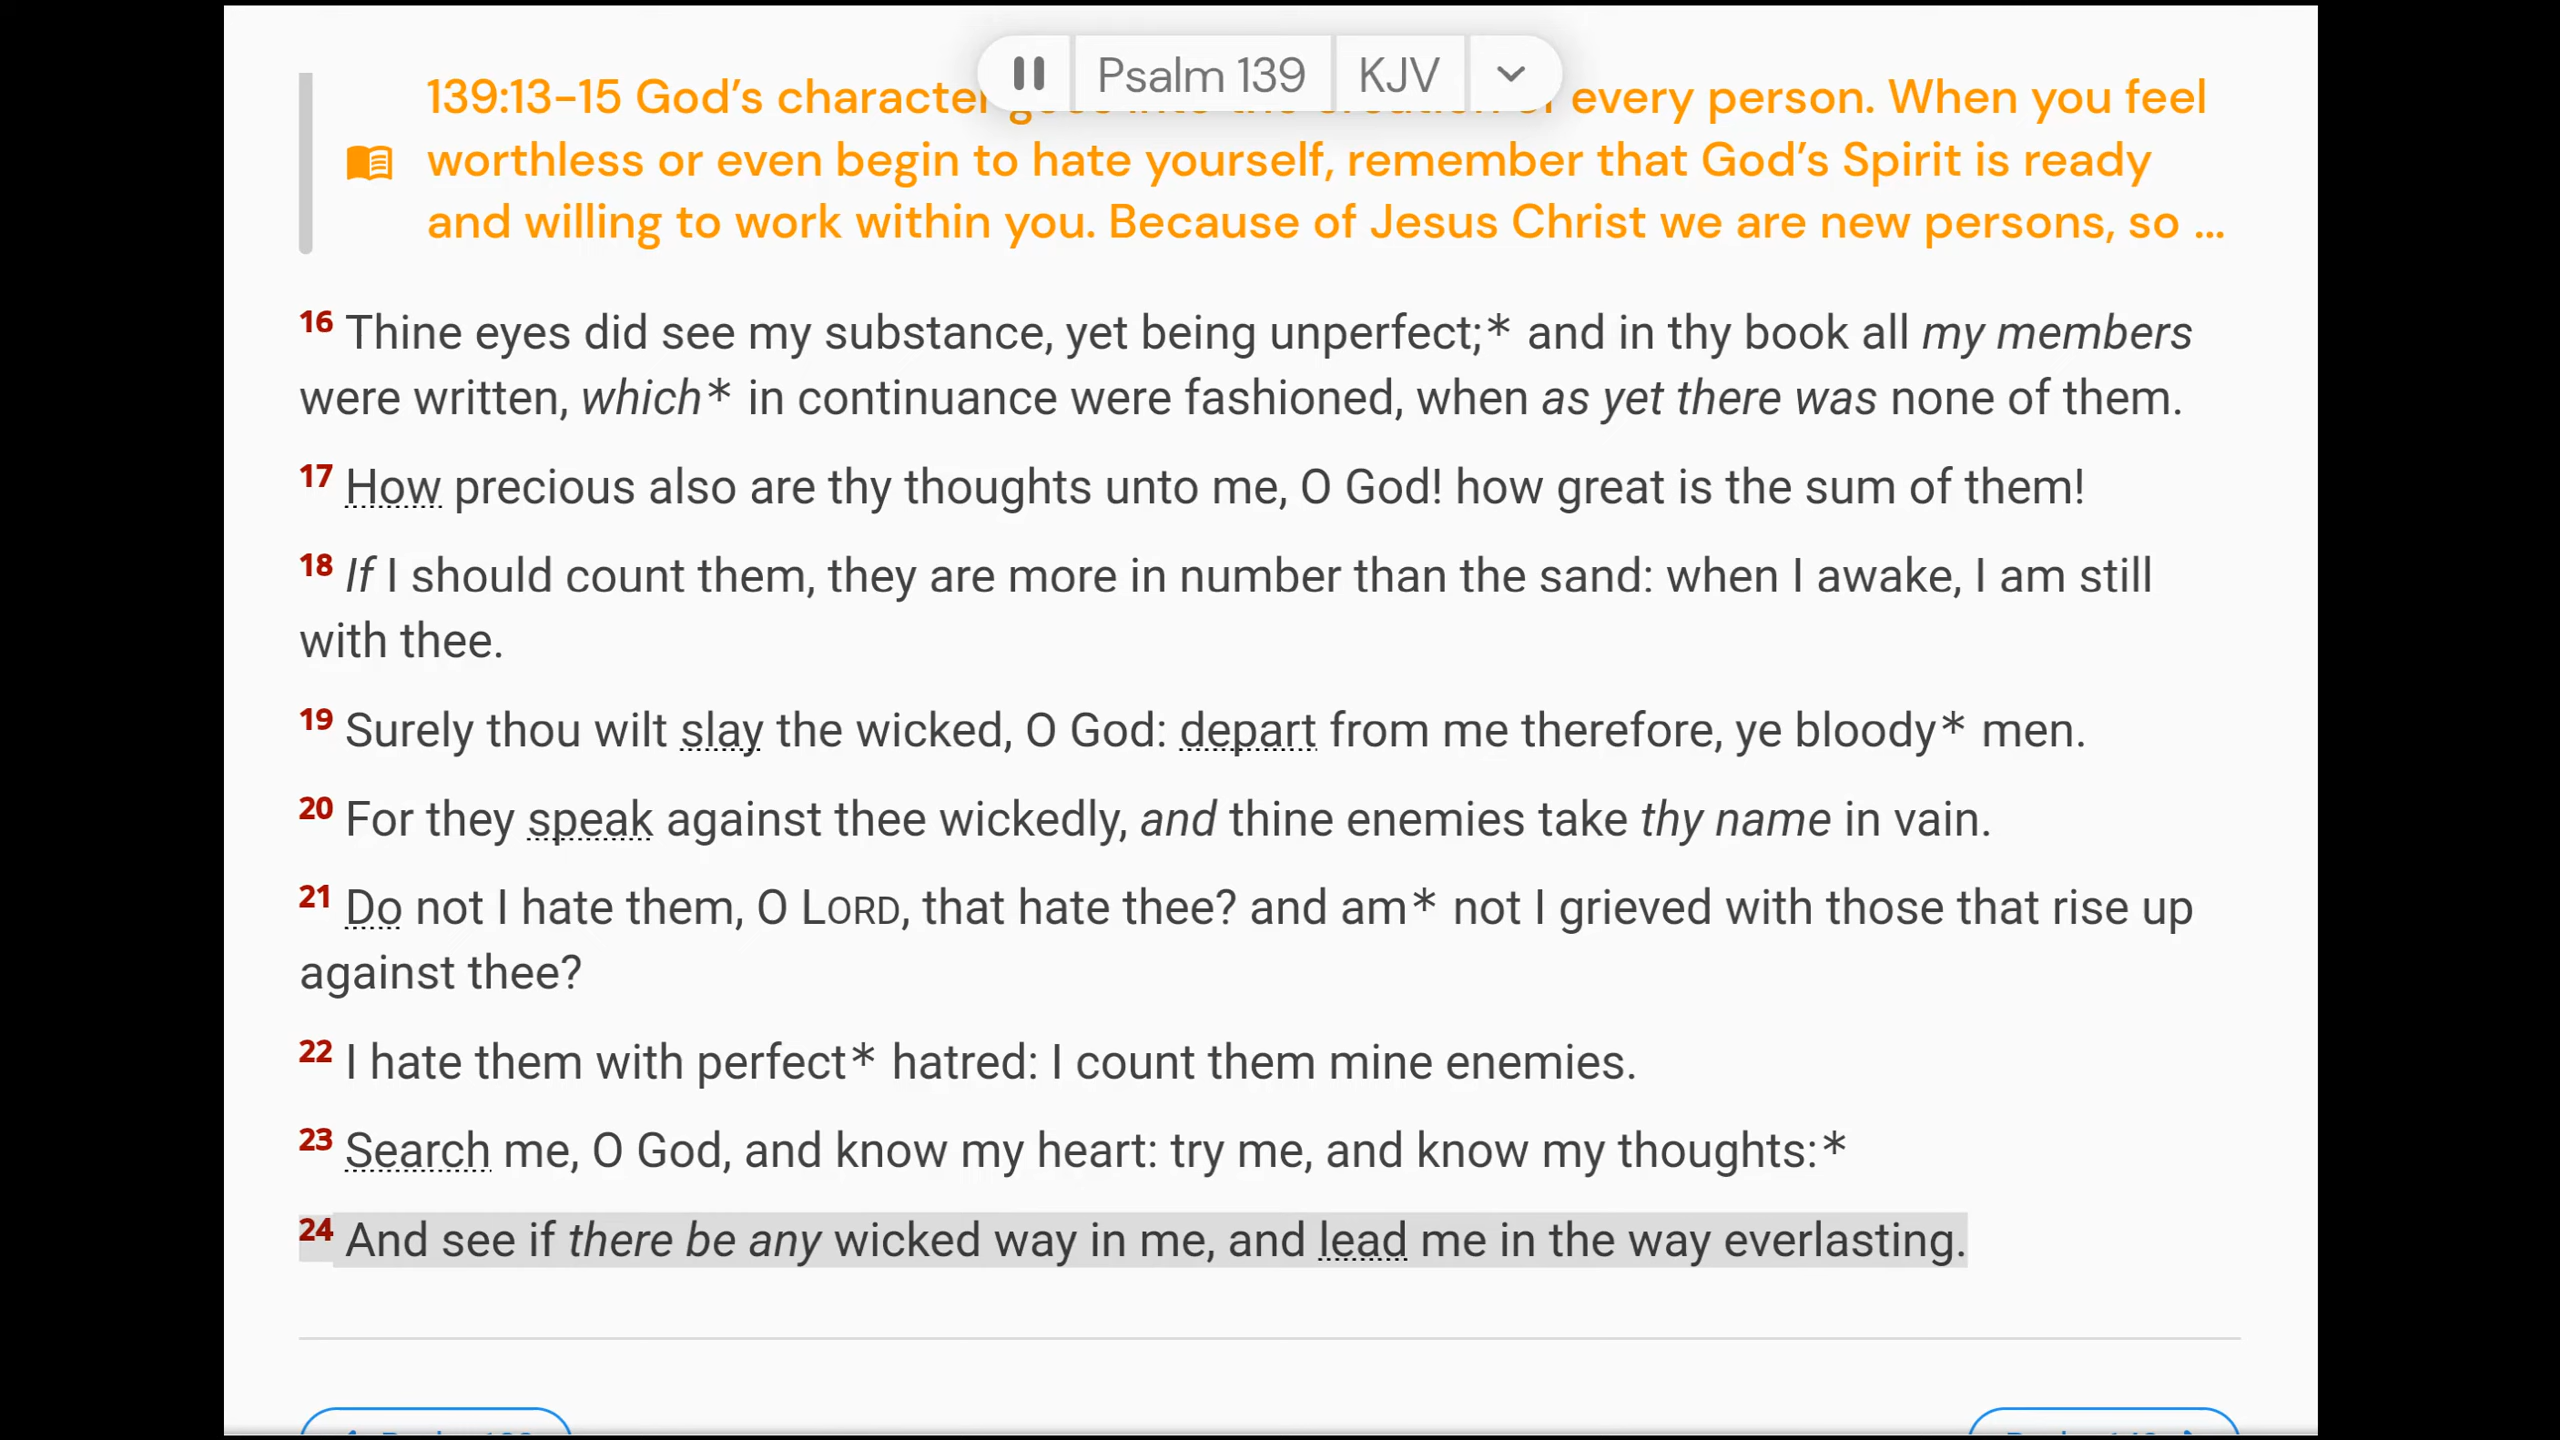 Psalm 139 KJV
139:13–15 God’s character every person. When you feel
worthless or even begin to hate yourself, remember that God’s Spirit is ready
and willing to work within you. Because of Jesus Christ we are new persons, so ...
16 Thine eyes did see my substance, yet being unperfect;* and in thy book all my members
were written, which* in continuance were fashioned, when as yet there was none of them.
17 How precious also are thy thoughts unto me, O God! how great is the sum of them!
18 If I should count them, they are more in number than the sand: when I awake, I am still
with thee.
19 Surely thou wilt slay the wicked, O God: depart from me therefore, ye bloody* men.
20 For they speak against thee wickedly, and thine enemies take thy name in vain.
21 Do not I hate them, O LORD, that hate thee? and am* not I grieved with those that rise up
against thee?
22 I hate them with perfect* hatred: I count them mine enemies.
23 Search me, O God, and know my heart: try me, and know my thoughts:*
24 And see if there be any wicked way in me, and lead me in the way everlasting.